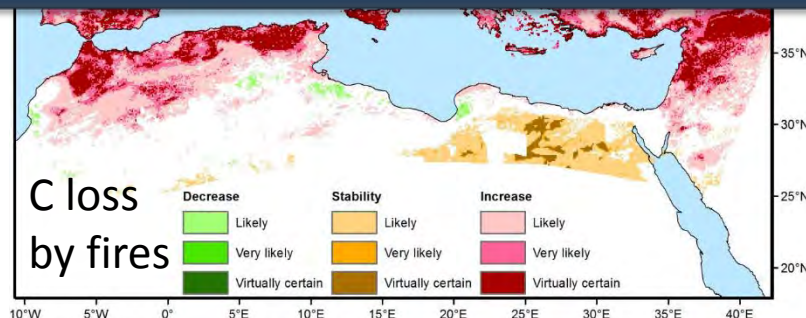 35°N
30°N
25°N
20°N
C loss
by fires
Decrease Stability Increase
Likely Likely Likely
Very likely Very likely Very likely
Virtually certain Virtually certain Virtually certain
10°W 5°W 0° 5°E 10°E 15°E 20°E 25°E 30°E 35°E 40°E